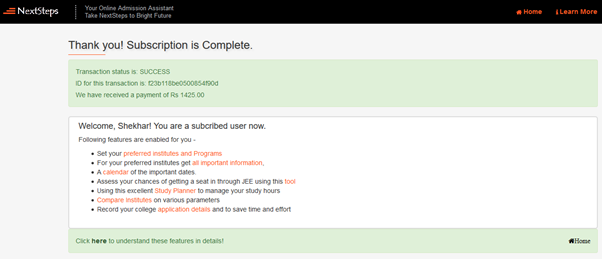 NextSteps
Your Online Admission Assistant
Take NextSteps to Bright Future
Home
Learn More
Thank you! Subscription is Complete.
Transaction status is: SUCCESS
ID for this transaction is: f23b118be0500854f90d
We have received a payment of Rs 1425.00
Welcome, Shekhar! You are a subcribed user now.
Following features are enabled for you -
Set your preferred institutes and Programs
For your preferred institutes get all important information.
A calendar of the important dates.
Assess your chances of getting a seat in through JEE using this tool
Using this excellent Study Planner to manage your study hours
Compare Institutes on various parameters
Record your college application details and to save time and effort
Click here to understand these features in details!
Home